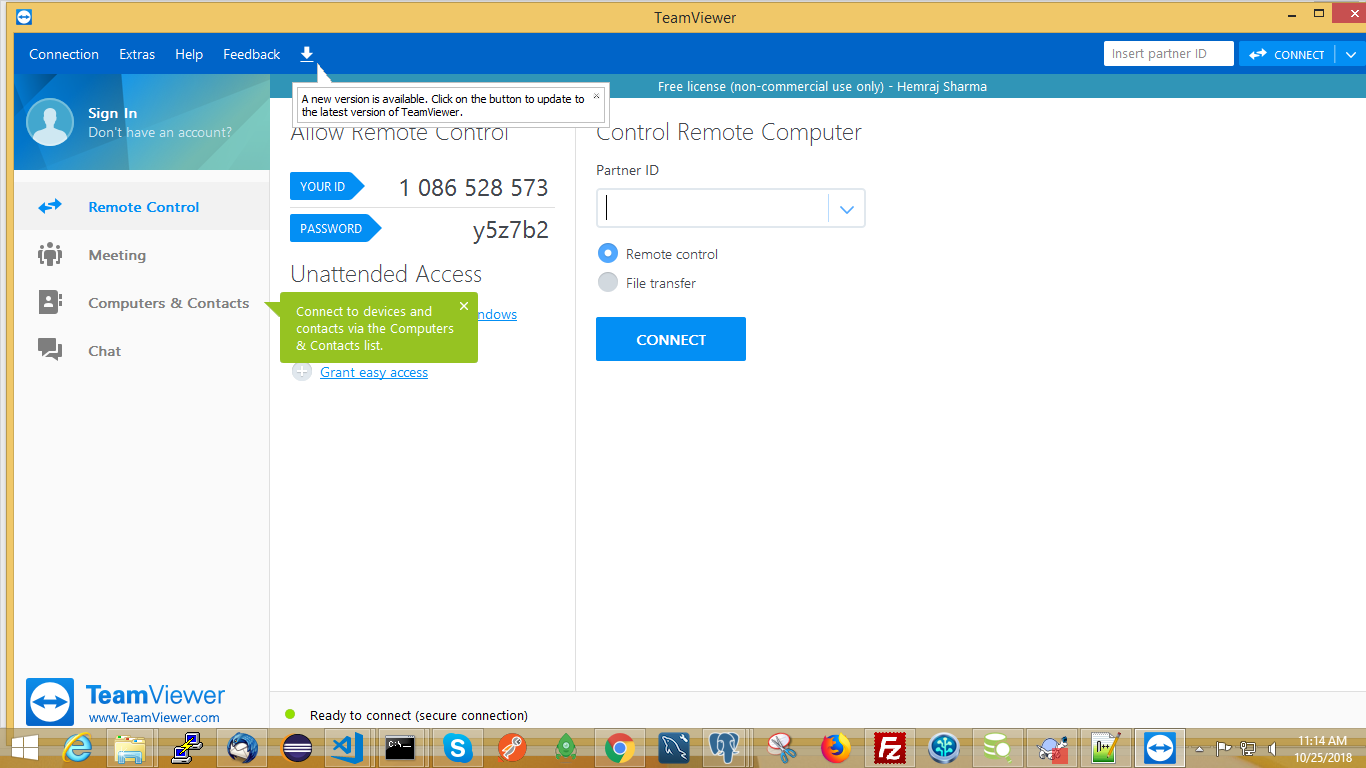 TeamViewer
Connection Extras Help Feedback
Insert partner ID
CONNECT
Free license (non-commercial use only) - Hemraj Sharma
A new version is available. Click on the button to update to
the latest version of TeamViewer.
Sign In
Don't have an account?
Remote Control
Meeting
Computers & Contacts
Chat
Allow Remote Control
YOUR ID 1 086 528 573
PASSWORD y5z7b2
Unattended Access
ndows
Connect to devices and
contacts via the Computers
& Contacts list.
Grant easy access
Control Remote Computer
Partner ID
Remote control
File transfer
CONNECT
TeamViewer
www.TeamViewer.com
Ready to connect (secure connection)
11:14 AM
10/25/2018